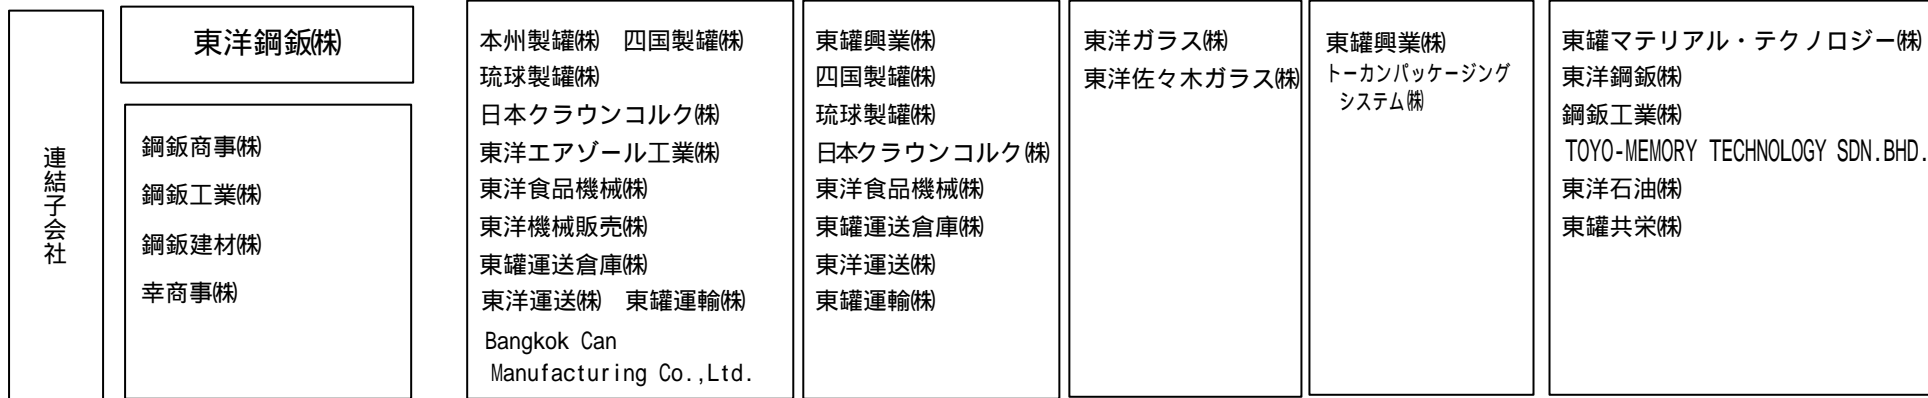 連結子会社
東洋鋼鈑㈱
鋼鈑商事㈱
鋼鈑工業㈱
鋼鈑建材㈱
幸商事㈱
本州製罐㈱　四国製罐㈱
琉球製罐㈱
日本クラウンコルク㈱
東洋エアゾール工業㈱
東洋食品機械㈱
東洋機械販売㈱
東罐運送倉庫㈱
東洋運送㈱　東罐運輸㈱
Bangkok Can
Manufacturing Co.,Ltd.
東罐興業㈱
四国製罐㈱
琉球製罐㈱
日本クラウンコルク㈱
東洋食品機械㈱
東罐運送倉庫㈱
東洋運送㈱
東罐運輸㈱
東洋ガラス㈱
東洋佐々木ガラス㈱
東罐興業㈱
トーカンパッケージング
システム㈱
東罐マテリアル・テクノロジー㈱
東洋鋼鈑㈱
鋼鈑工業㈱
TOYO-MEMORY TECHNOLOGY SDN.BHD.
東洋石油㈱
東罐共栄㈱